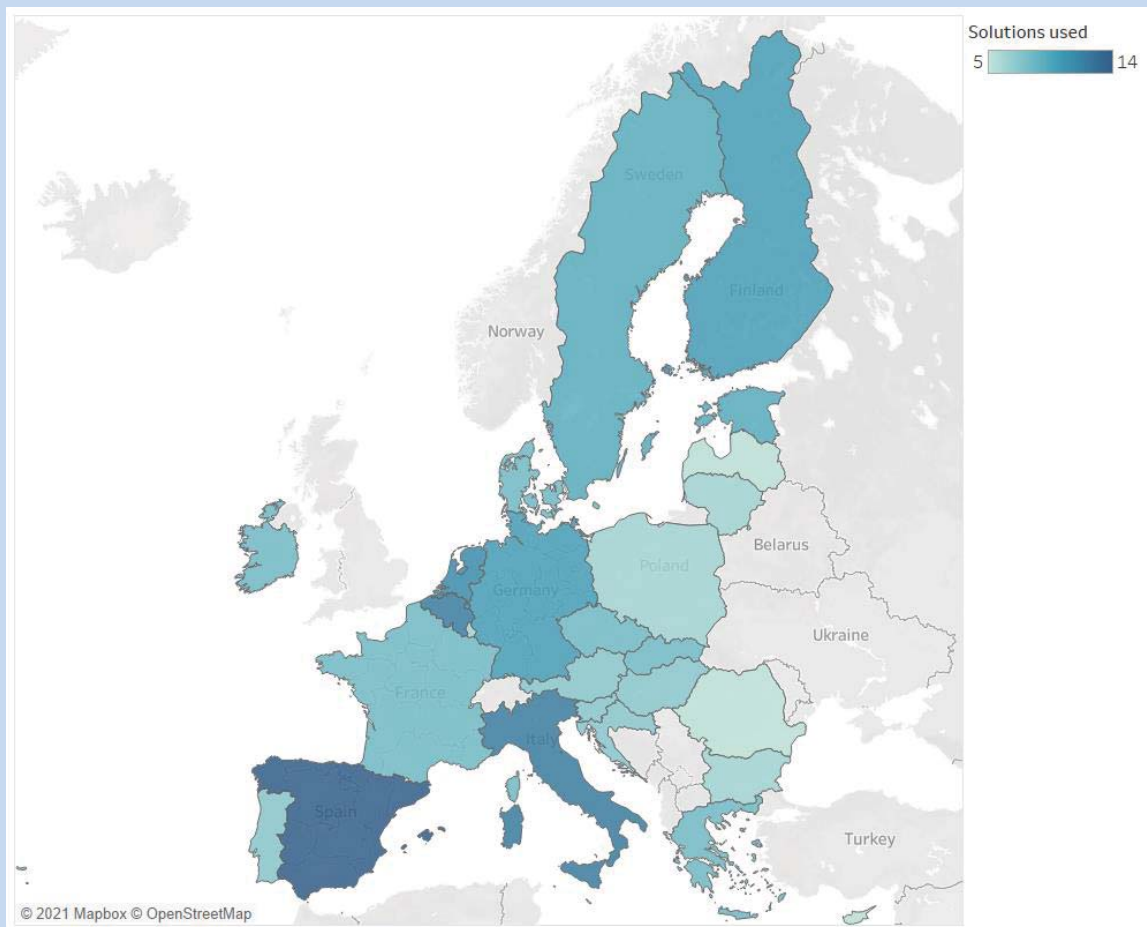 Solutions used
5 14
Sweden
Finland
Norway
Belarus
Poland
Germany
Ukraine
France
Italy
Spain
Turkey
© 2021 Mapbox © OpenStreetMap